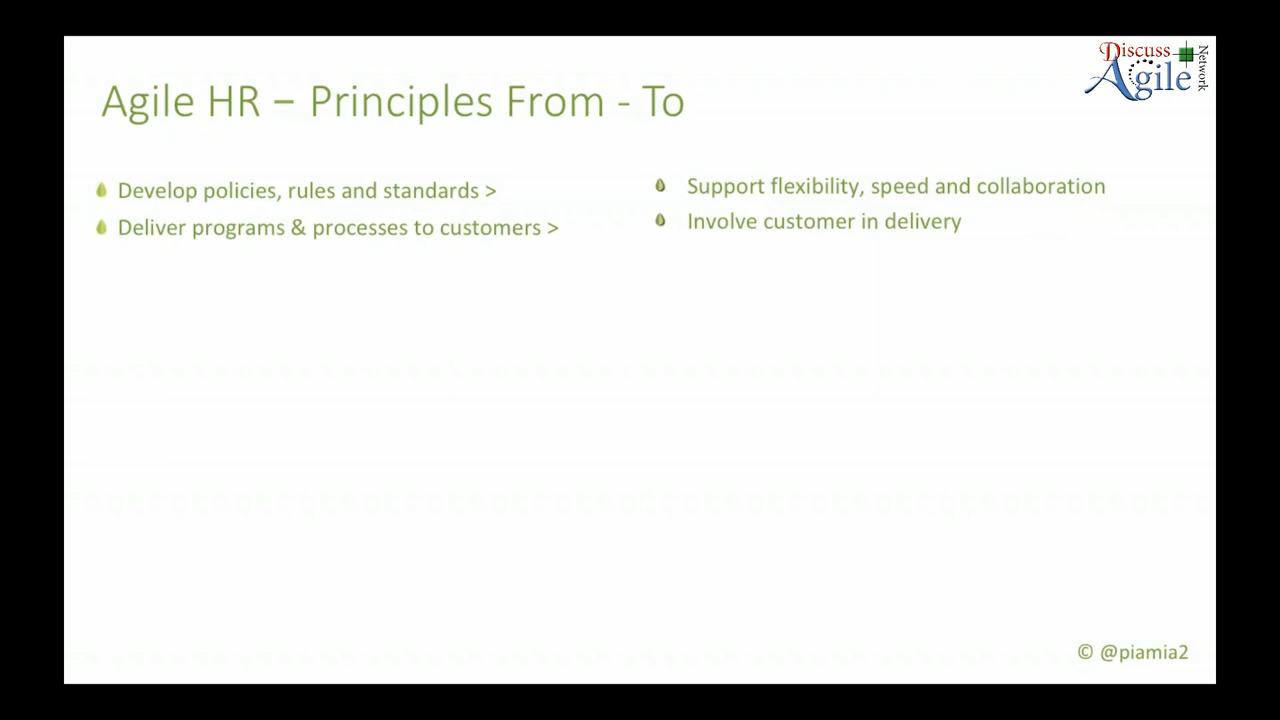 Discuss
Agile
Network
Agile HR – Principles From - To
Develop policies, rules and standards >
Deliver programs & processes to customers >
Support flexibility, speed and collaboration
Involve customer in delivery
© @piamia2